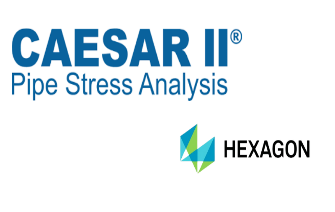 CAESAR II®
Pipe Stress Analysis
HEXAGON